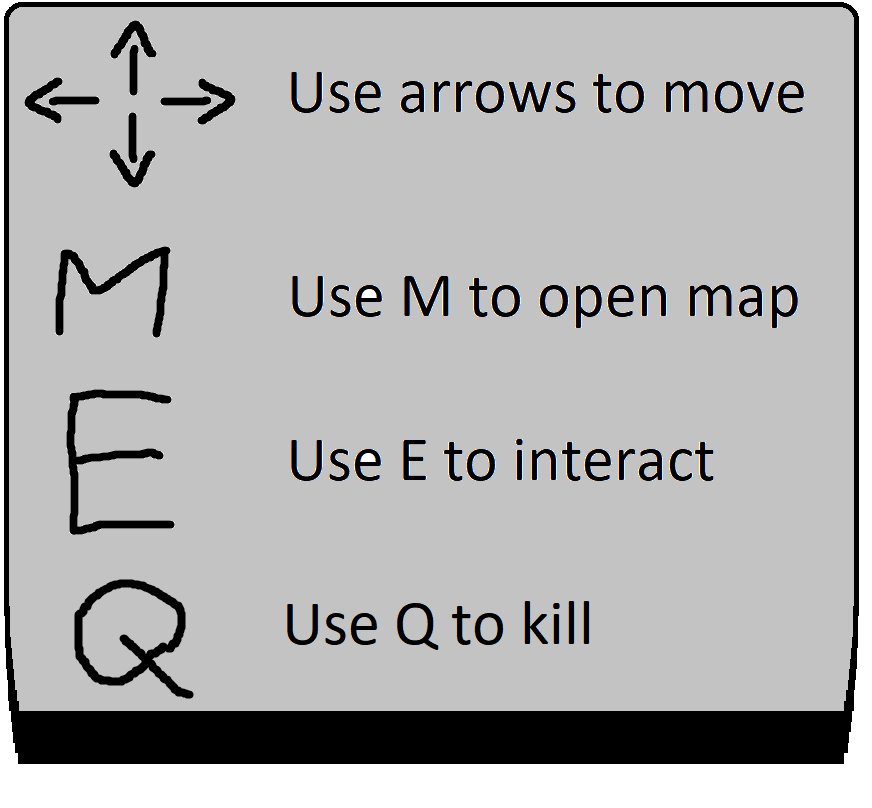 Use arrows to move
M Use M to open map
E Use E to interact
Q Use Q to kill